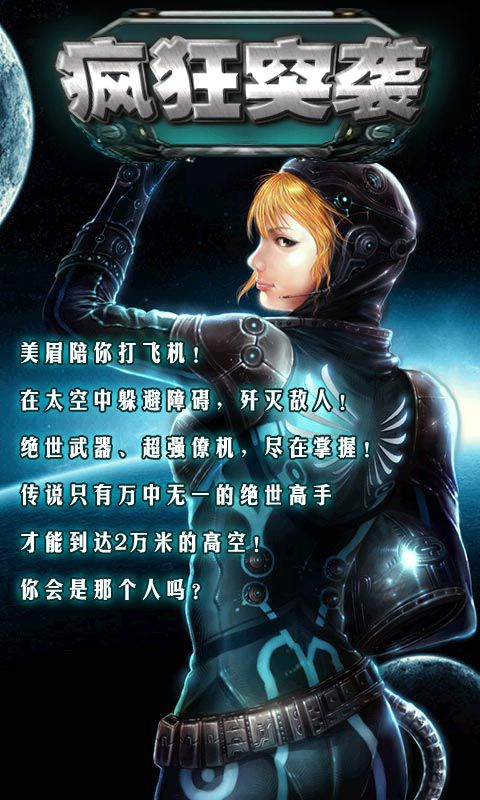 疯狂突袭
美眉陪你打飞机！
在太空中躲避障碍，歼灭敌人！
绝世武器、超强僚机，尽在掌握！
传说只有万中无一的绝世高手
才能到达2万米的高空！
你会是那个人吗？